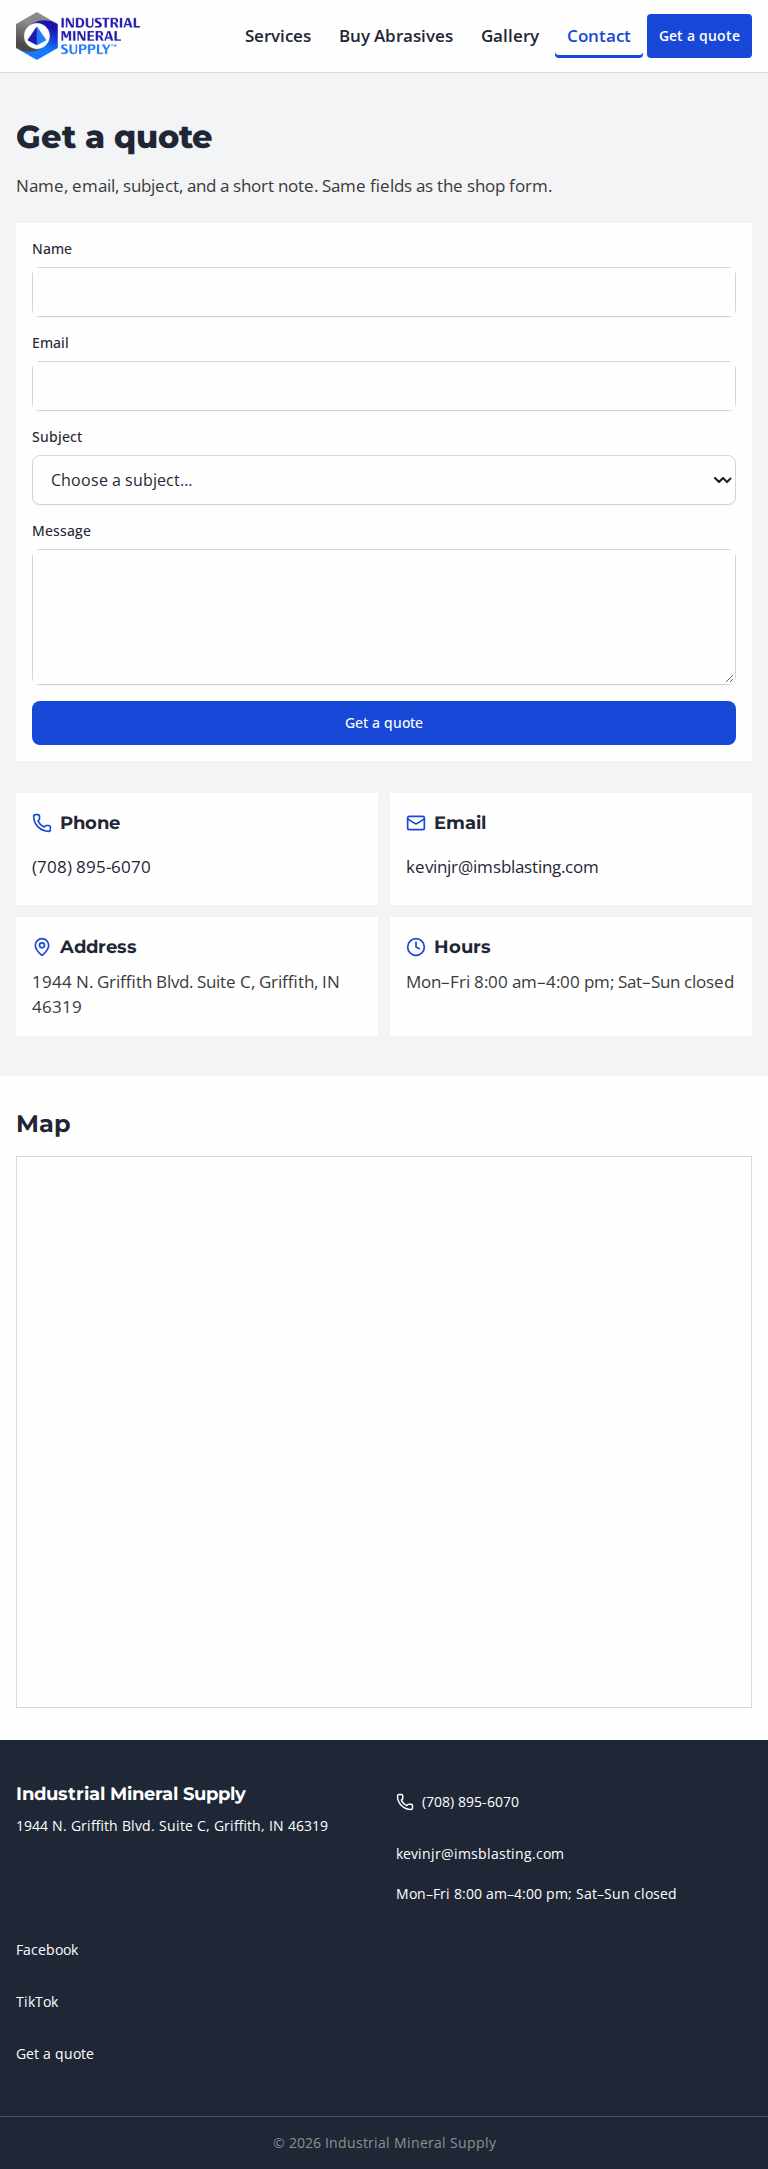 INDUSTRIAL
MINERAL
SUPPLY™
Services
Buy Abrasives
Gallery
Contact
Get a quote
Get a quote
Name, email, subject, and a short note. Same fields as the shop form.
Name
Email
Subject
Choose a subject...
Message
Get a quote
Phone
(708) 895-6070
Email
kevinjr@imsblasting.com
Address
1944 N. Griffith Blvd. Suite C, Griffith, IN
46319
Hours
Mon–Fri 8:00 am–4:00 pm; Sat–Sun closed
Map
Industrial Mineral Supply
1944 N. Griffith Blvd. Suite C, Griffith, IN 46319
(708) 895-6070
kevinjr@imsblasting.com
Mon–Fri 8:00 am–4:00 pm; Sat–Sun closed
Facebook
TikTok
Get a quote
© 2026 Industrial Mineral Supply